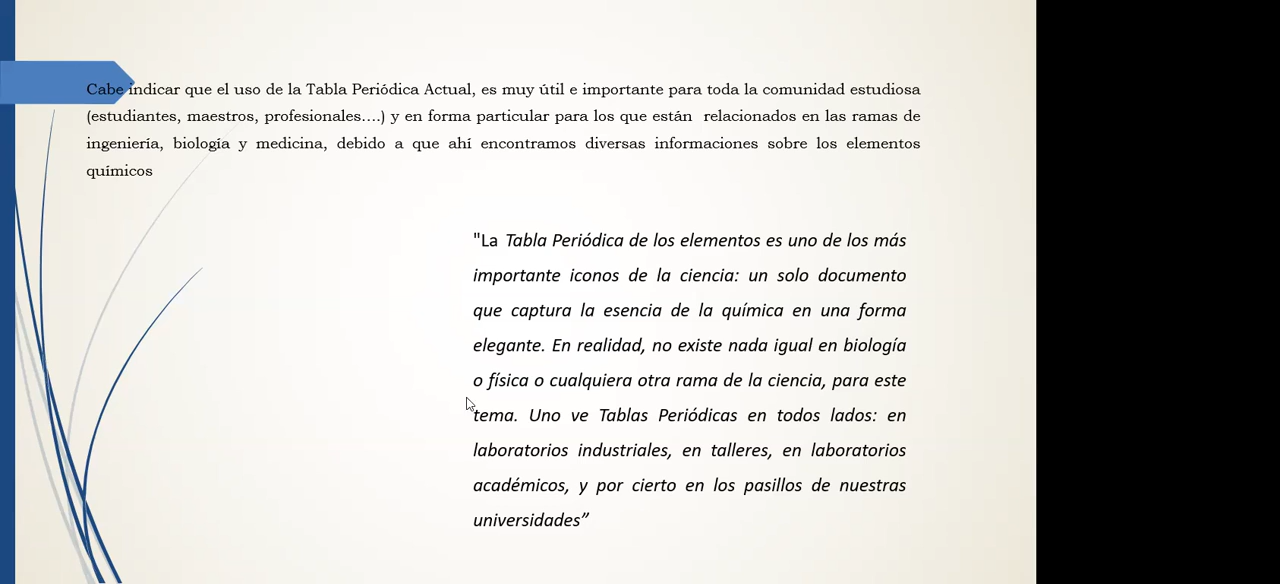 Cabe indicar que el uso de la Tabla Periódica Actual, es muy útil e importante para toda la comunidad estudiosa
(estudiantes, maestros, profesionales....) y en forma particular para los que están relacionados en las ramas de
ingeniería, biología y medicina, debido a que ahí encontramos diversas informaciones sobre los elementos
químicos
"La Tabla Periódica de los elementos es uno de los más
importante iconos de la ciencia: un solo documento
que captura la esencia de la química en una forma
elegante. En realidad, no existe nada igual en biología
o física o cualquiera otra rama de la ciencia, para este
tema. Uno ve Tablas Periódicas en todos lados: en
laboratorios industriales, en talleres, en laboratorios
académicos, y por cierto en los pasillos de nuestras
universidades”